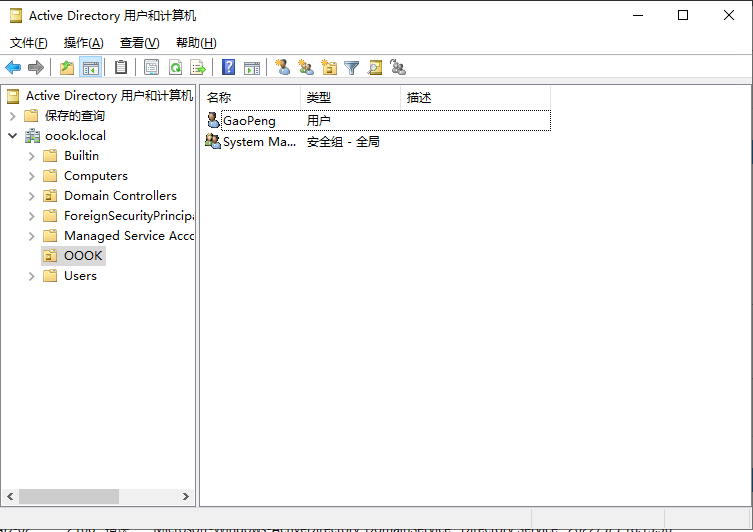 Active Directory 用户和计算机
文件(F) 操作(A) 查看(V) 帮助(H)
Active Directory 用户和计算机
保存的查询
oook.local
Builtin
Computers
Domain Controllers
ForeignSecurityPrincipa
Managed Service Acco
OOOK
Users
名称 类型 描述
GaoPeng 用户
System Ma... 安全组 - 全局